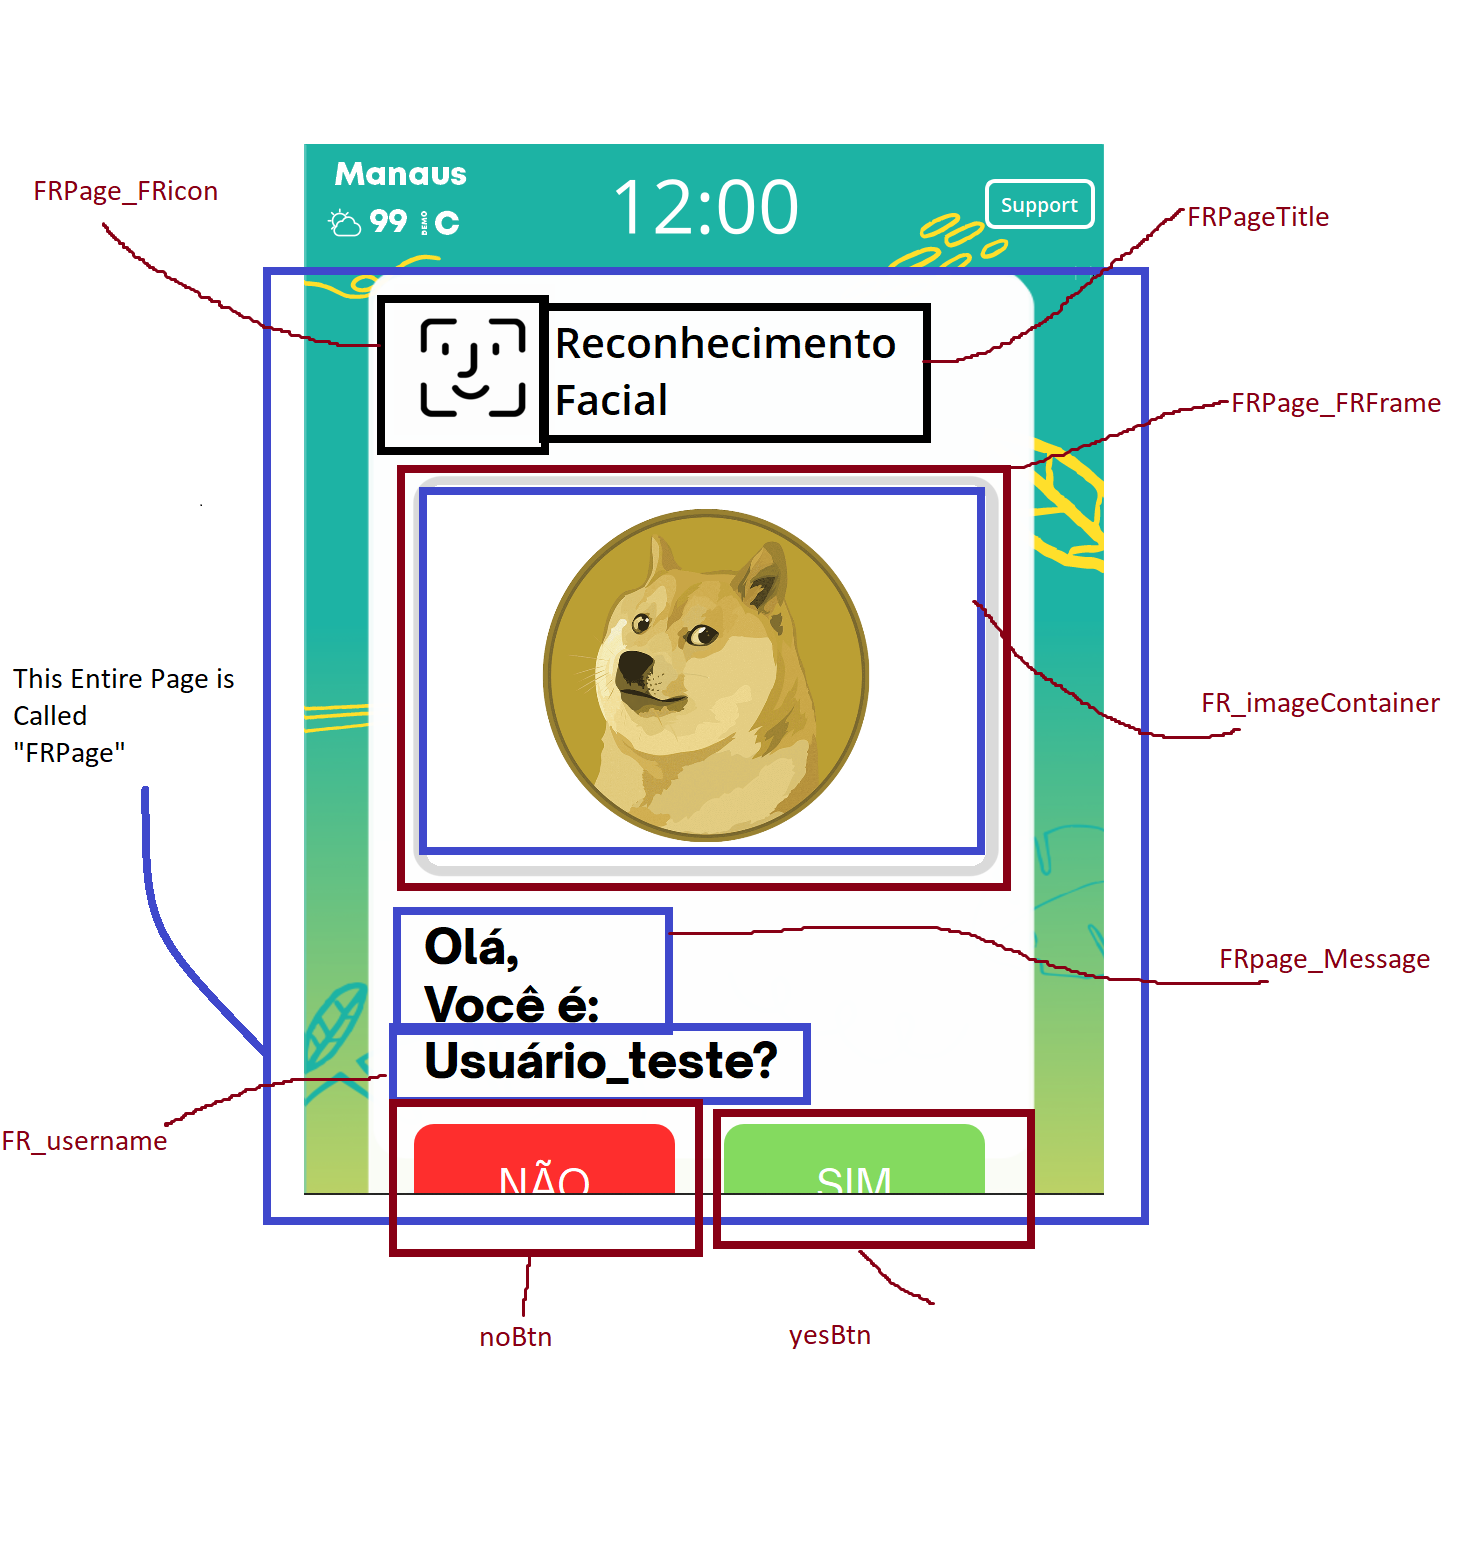 Manaus
99 DEMO C
12:00
Support
FRPage_FRicon
FRPageTitle
Reconhecimento
Facial
FRPage_FRFrame
This Entire Page is
Called
"FRPage"
FR_imageContainer
Olá,
Você é:
FRpage_Message
Usuário_teste?
FR_username
NÃO
SIM
noBtn
yesBtn